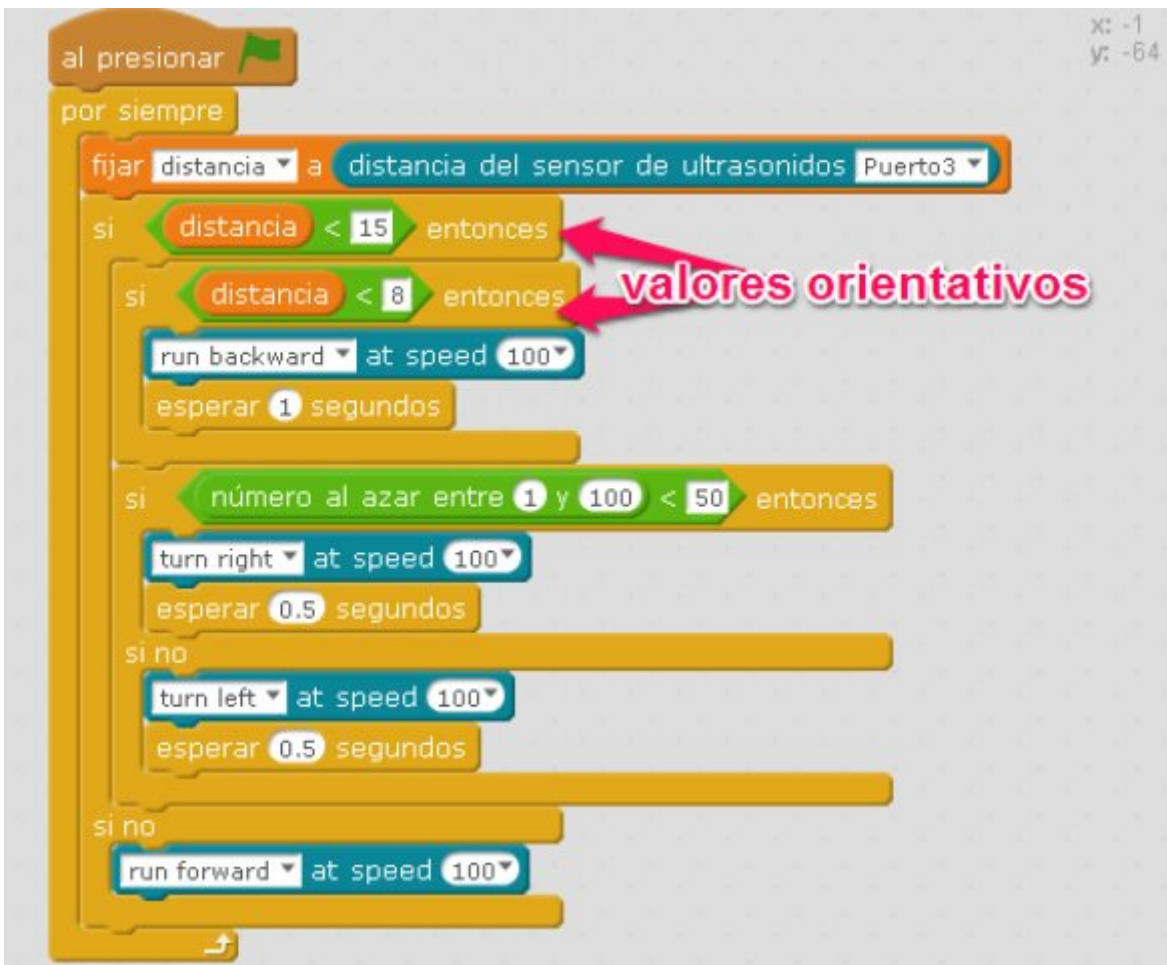 x: -1
y: -64
al presionar
por siempre
fijar distancia a distancia del sensor de ultrasonidos Puerto3
si distancia < 15 entonces
valores orientativos
si distancia < 8 entonces
run backward at speed 100
esperar 1 segundos
si número al azar entre 1 y 100 < 50 entonces
turn right at speed 100
esperar 0.5 segundos
si no
turn left at speed 100
esperar 0.5 segundos
si no
run forward at speed 100